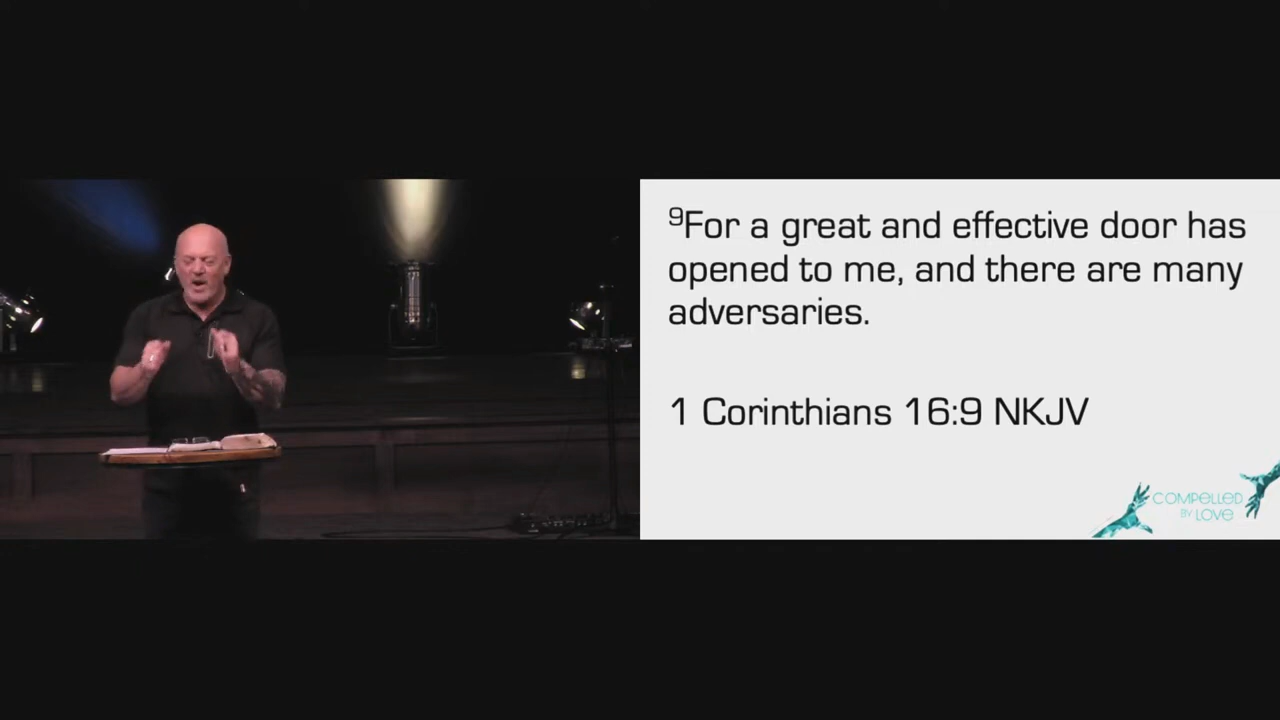 ⁹For a great and effective door has
opened to me, and there are many
adversaries.
1 Corinthians 16:9 NKJV
COMPELLED
BY LOVE